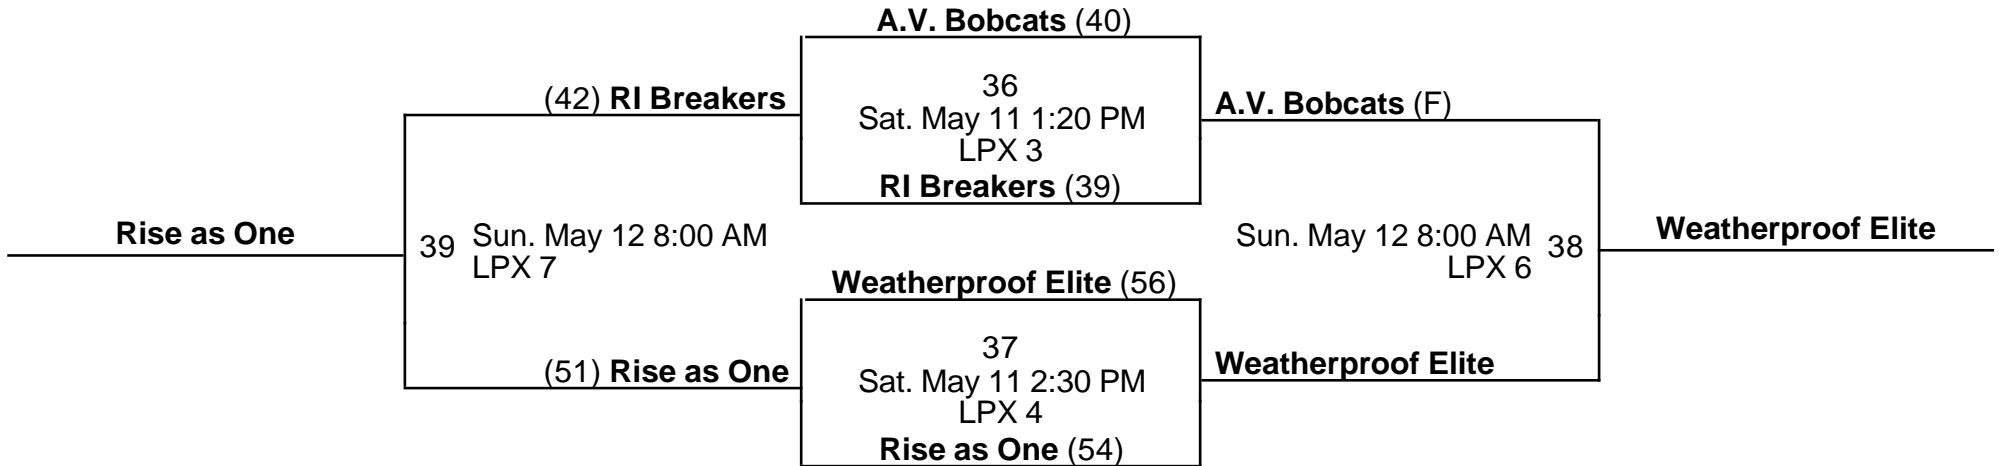 A.V. Bobcats (40)
(42) RI Breakers
36
Sat. May 11 1:20 PM
LPX 3
A.V. Bobcats (F)
RI Breakers (39)
Rise as One
39 Sun. May 12 8:00 AM
LPX 7
Sun. May 12 8:00 AM 38
LPX 6
Weatherproof Elite
Weatherproof Elite (56)
(51) Rise as One
37
Sat. May 11 2:30 PM
LPX 4
Weatherproof Elite
Rise as One (54)